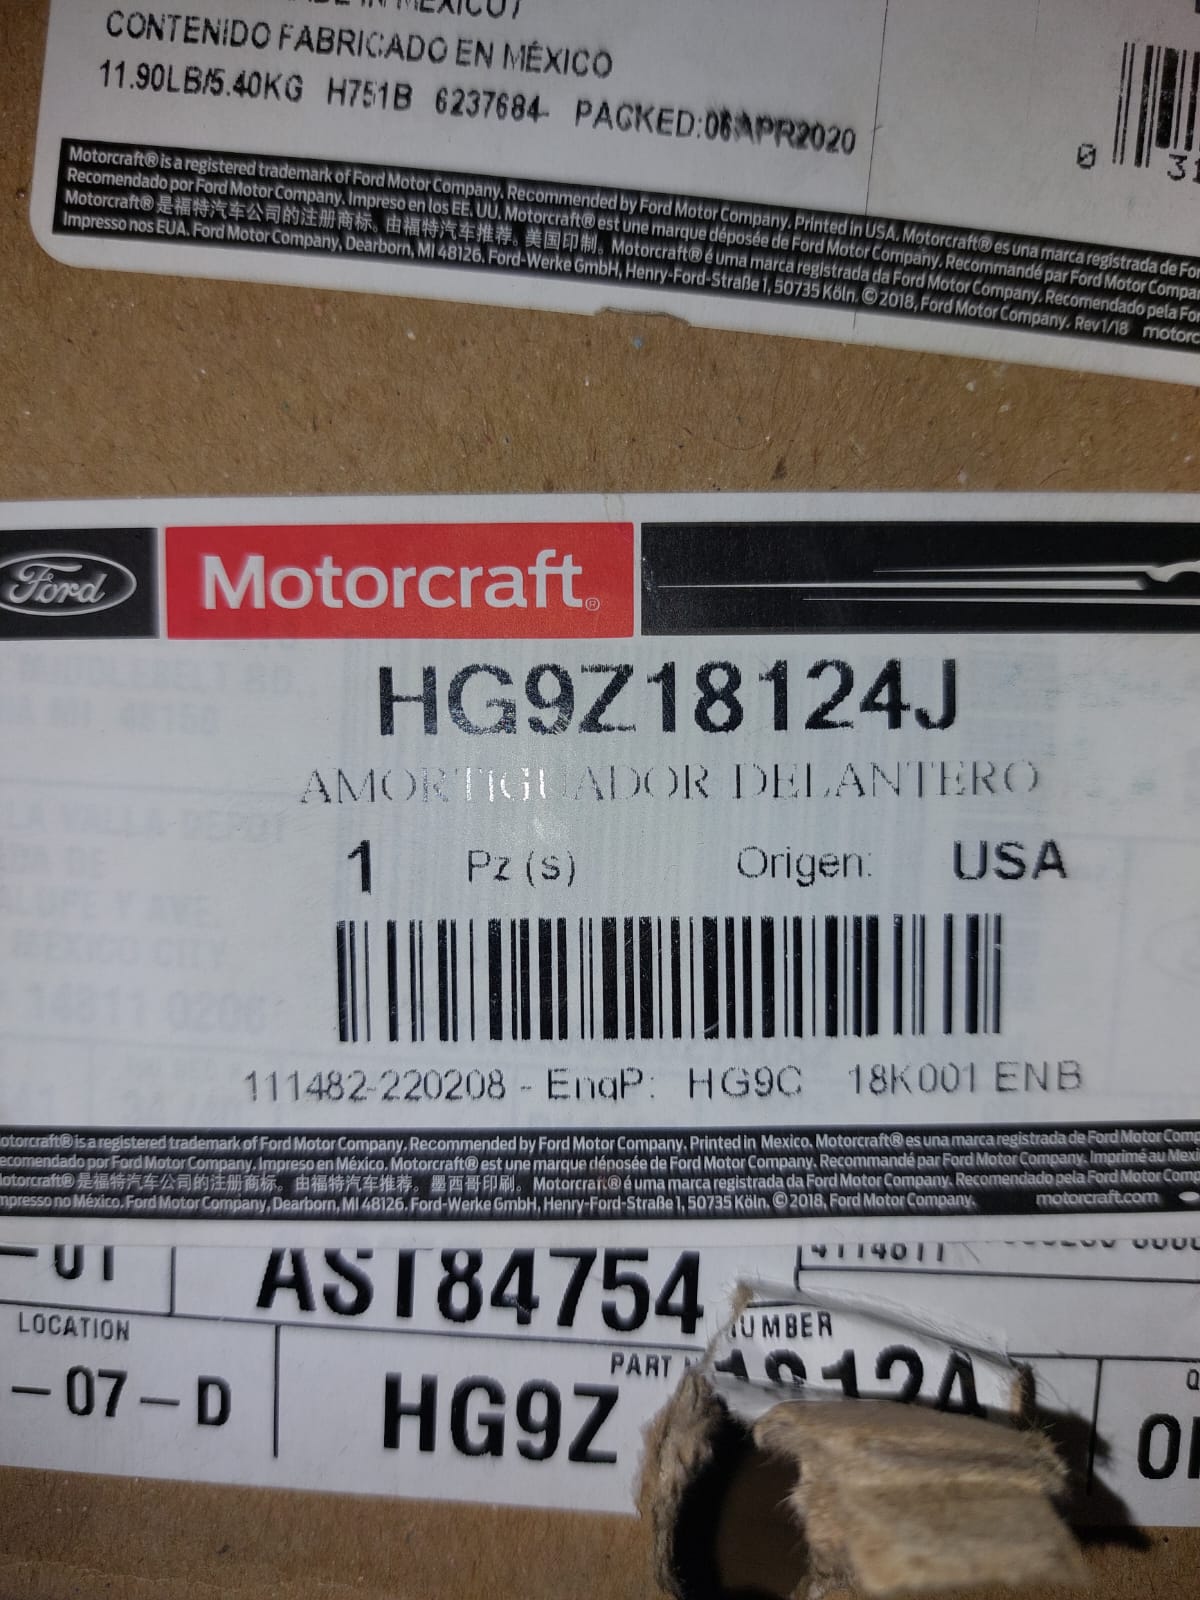 CONTENIDO FABRICADO EN MÉXICO
11.90LB/5.40KG H751B 6237684- PACKED:06APR2020
0 31
Motorcraft® is a registered trademark of Ford Motor Company. Recommended by Ford Motor Company. Printed in USA. Motorcraft® es una marca registrada de For
Recomendado por Ford Motor Company. Impreso en los EE. UU. Motorcraft® est une marque déposée de Ford Motor Company. Recommandé par Ford Motor Compa
Motorcraft® 是福特汽车公司的注册商标。由福特汽车推荐。美国印制。Motorcraft® é uma marca registrada da Ford Motor Company. Recomendado pela For
Impresso nos EUA. Ford Motor Company, Dearborn, MI 48126. Ford-Werke GmbH, Henry-Ford-Straße 1, 50735 Köln. © 2018, Ford Motor Company. Rev1/18 motorc
Ford Motorcraft®
HG9Z18124J
AMORTIGUADOR DELANTERO
1 Pz (s) Origen: USA
111482-220208 - EngP: HG9C 18K001 ENB
otorcraft® is a registered trademark of Ford Motor Company. Recommended by Ford Motor Company. Printed in Mexico. Motorcraft® es una marca registrada de Ford Motor Com
ecomendado por Ford Motor Company. Impreso en México. Motorcraft® est une marque déposée de Ford Motor Company. Recommandé par Ford Motor Company. Imprimé au Mexi
otorcraft® 是福特汽车公司的注册商标。由福特汽车推荐。墨西哥印刷。Motorcraft® é uma marca registrada da Ford Motor Company. Recomendado pela Ford Motor
mpresso no México. Ford Motor Company, Dearborn, MI 48126. Ford-Werke GmbH, Henry-Ford-Straße 1, 50735 Köln. © 2018, Ford Motor Company. motorcraft.com
-01 AST84754
LOCATION PART NUMBER
-07-D HG9Z